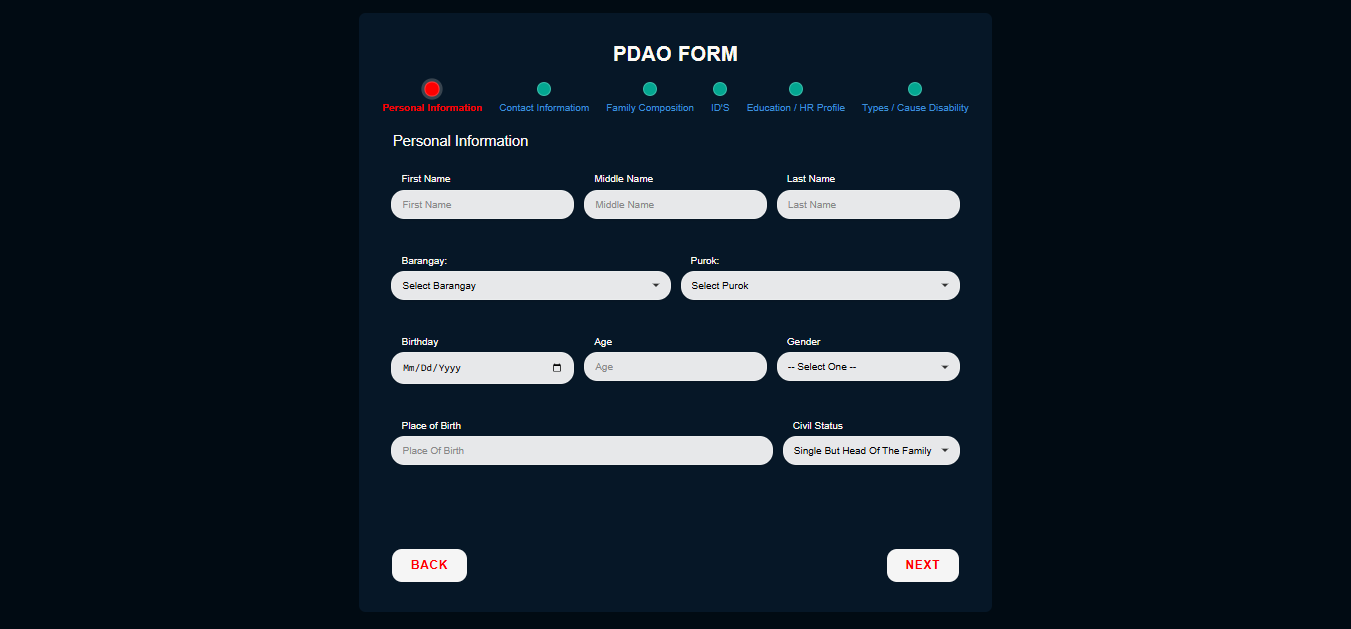 PDAO FORM
Personal Information Contact Informatiom Family Composition ID'S Education / HR Profile Types / Cause Disability
Personal Information
First Name Middle Name Last Name
First Name Middle Name Last Name
Barangay: Purok:
Select Barangay Select Purok
Birthday Age Gender
Mm/Dd/Yyyy Age -- Select One --
Place of Birth Civil Status
Place Of Birth Single But Head Of The Family
BACK NEXT